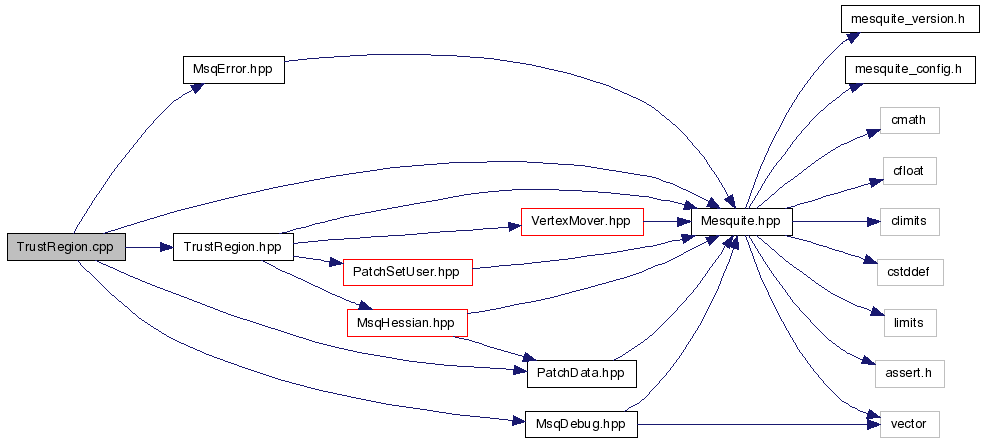 mesquite_version.h
MsqError.hpp
mesquite_config.h
cmath
cfloat
VertexMover.hpp
Mesquite.hpp
climits
TrustRegion.cpp
TrustRegion.hpp
PatchSetUser.hpp
cstddef
MsqHessian.hpp
limits
PatchData.hpp
assert.h
MsqDebug.hpp
vector